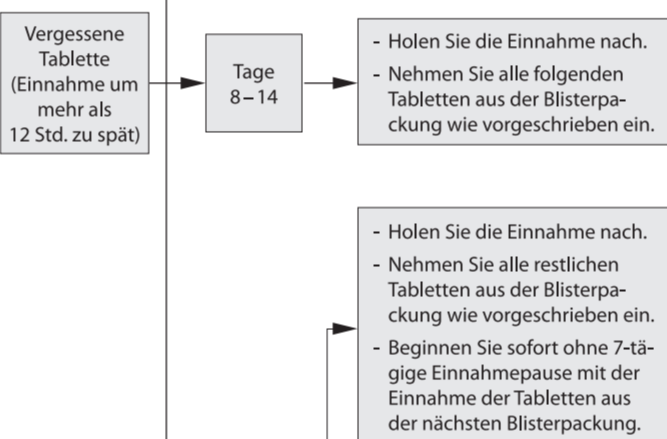 Vergessene
Tablette
(Einnahme um
mehr als
12 Std. zu spät)
Tage
8–14
- Holen Sie die Einnahme nach.
- Nehmen Sie alle folgenden
Tabletten aus der Blisterpa-
ckung wie vorgeschrieben ein.
- Holen Sie die Einnahme nach.
- Nehmen Sie alle restlichen
Tabletten aus der Blisterpa-
ckung wie vorgeschrieben ein.
- Beginnen Sie sofort ohne 7-tä-
gige Einnahmepause mit der
Einnahme der Tabletten aus
der nächsten Blisterpackung.